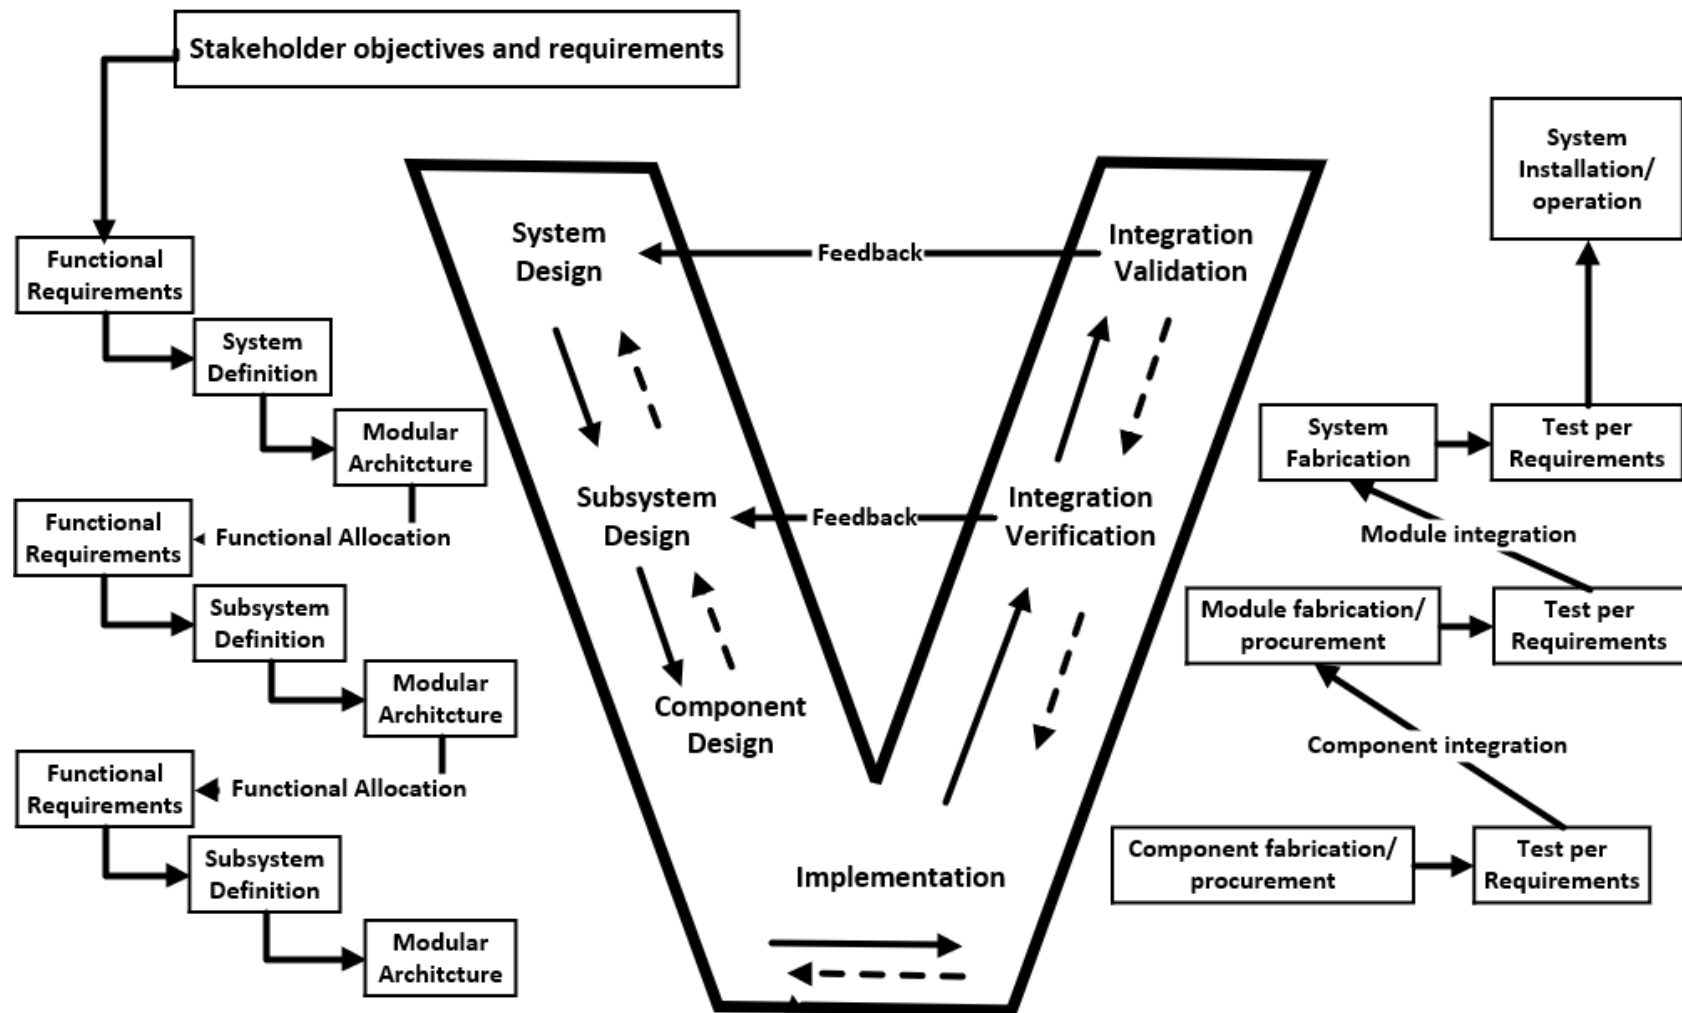 Stakeholder objectives and requirements
Functional
Requirements
System
Definition
Modular
Architcture
Functional Allocation
Functional
Requirements
Subsystem
Definition
Modular
Architcture
Functional Allocation
Functional
Requirements
Subsystem
Definition
Modular
Architcture
System
Design
Feedback
Integration
Validation
Subsystem
Design
Feedback
Integration
Verification
Component
Design
Implementation
System
Installation/
operation
System
Fabrication
Test per
Requirements
Module integration
Module fabrication/
procurement
Test per
Requirements
Component integration
Component fabrication/
procurement
Test per
Requirements